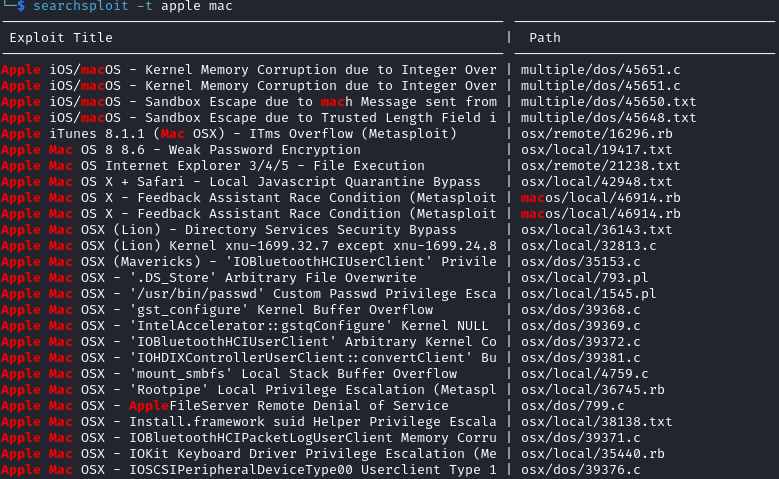 └─$ searchsploit -t apple mac
Exploit Title | Path
Apple iOS/macOS - Kernel Memory Corruption due to Integer Over | multiple/dos/45651.c
Apple iOS/macOS - Kernel Memory Corruption due to Integer Over | multiple/dos/45651.c
Apple iOS/macOS - Sandbox Escape due to mach Message sent from | multiple/dos/45650.txt
Apple iOS/macOS - Sandbox Escape due to Trusted Length Field i | multiple/dos/45648.txt
Apple iTunes 8.1.1 (Mac OSX) - ITms Overflow (Metasploit) | osx/remote/16296.rb
Apple Mac OS 8 8.6 - Weak Password Encryption | osx/local/19417.txt
Apple Mac OS Internet Explorer 3/4/5 - File Execution | osx/remote/21238.txt
Apple Mac OS X + Safari - Local Javascript Quarantine Bypass | osx/local/42948.txt
Apple Mac OS X - Feedback Assistant Race Condition (Metasploit | macos/local/46914.rb
Apple Mac OS X - Feedback Assistant Race Condition (Metasploit | macos/local/46914.rb
Apple Mac OSX (Lion) - Directory Services Security Bypass | osx/local/36143.txt
Apple Mac OSX (Lion) Kernel xnu-1699.32.7 except xnu-1699.24.8 | osx/local/32813.c
Apple Mac OSX (Mavericks) - 'IOBluetoothHCIUserClient' Privile | osx/dos/35153.c
Apple Mac OSX - '.DS_Store' Arbitrary File Overwrite | osx/local/793.pl
Apple Mac OSX - '/usr/bin/passwd' Custom Passwd Privilege Esca | osx/local/1545.pl
Apple Mac OSX - 'gst_configure' Kernel Buffer Overflow | osx/dos/39368.c
Apple Mac OSX - 'IntelAccelerator::gstqConfigure' Kernel NULL | osx/dos/39369.c
Apple Mac OSX - 'IOBluetoothHCIUserClient' Arbitrary Kernel Co | osx/dos/39372.c
Apple Mac OSX - 'IOHDIXControllerUserClient::convertClient' Bu | osx/dos/39381.c
Apple Mac OSX - 'mount_smbfs' Local Stack Buffer Overflow | osx/local/4759.c
Apple Mac OSX - 'Rootpipe' Local Privilege Escalation (Metaspl | osx/local/36745.rb
Apple Mac OSX - AppleFileServer Remote Denial of Service | osx/dos/799.c
Apple Mac OSX - Install.framework suid Helper Privilege Escala | osx/local/38138.txt
Apple Mac OSX - IOBluetoothHCIPacketLogUserClient Memory Corru | osx/dos/39371.c
Apple Mac OSX - IOKit Keyboard Driver Privilege Escalation (Me | osx/local/35440.rb
Apple Mac OSX - IOSCSIPeripheralDeviceType00 Userclient Type 1 | osx/dos/39376.c